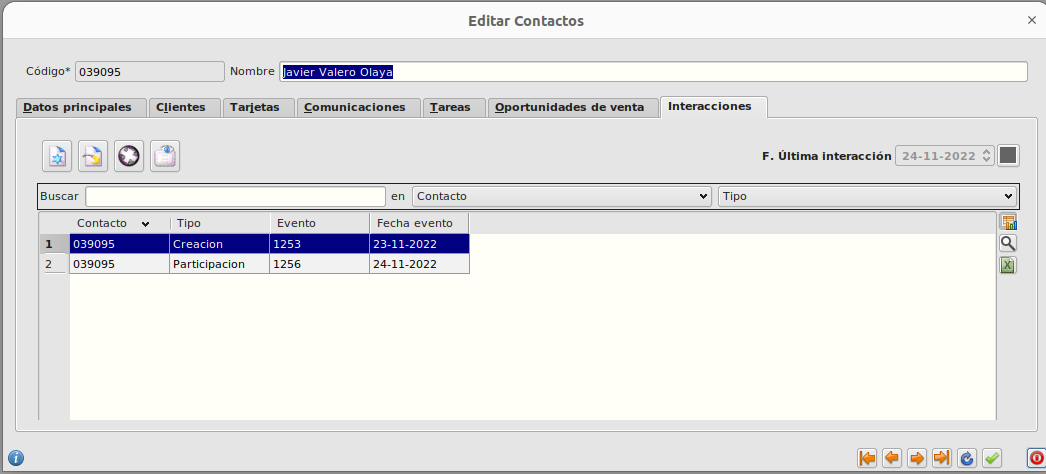 Editar Contactos
Código* 039095 Nombre Javier Valero Olaya
Datos principales Clientes Tarjetas Comunicaciones Tareas Oportunidades de venta Interacciones
F. Última interacción 24-11-2022
Buscar en Contacto Tipo
Contacto Tipo Evento Fecha evento
1 039095 Creacion 1253 23-11-2022
2 039095 Participacion 1256 24-11-2022